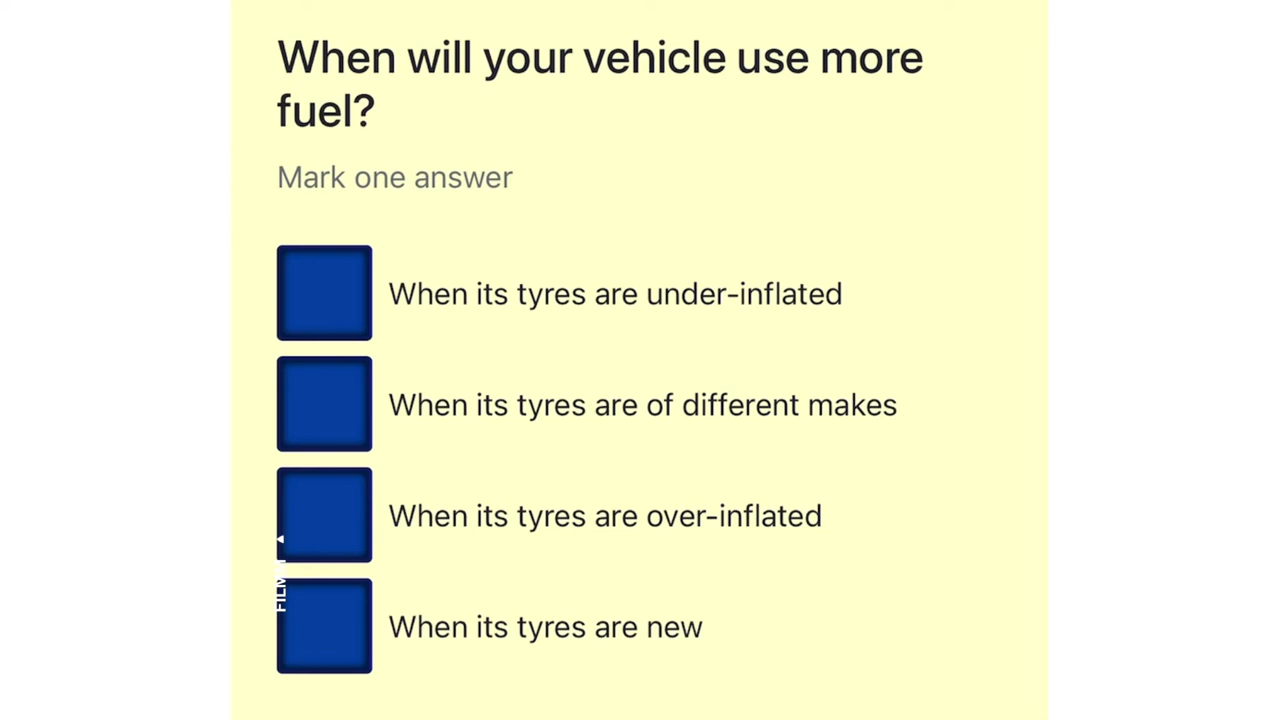 When will your vehicle use more
fuel?
Mark one answer
When its tyres are under-inflated
When its tyres are of different makes
When its tyres are over-inflated
When its tyres are new